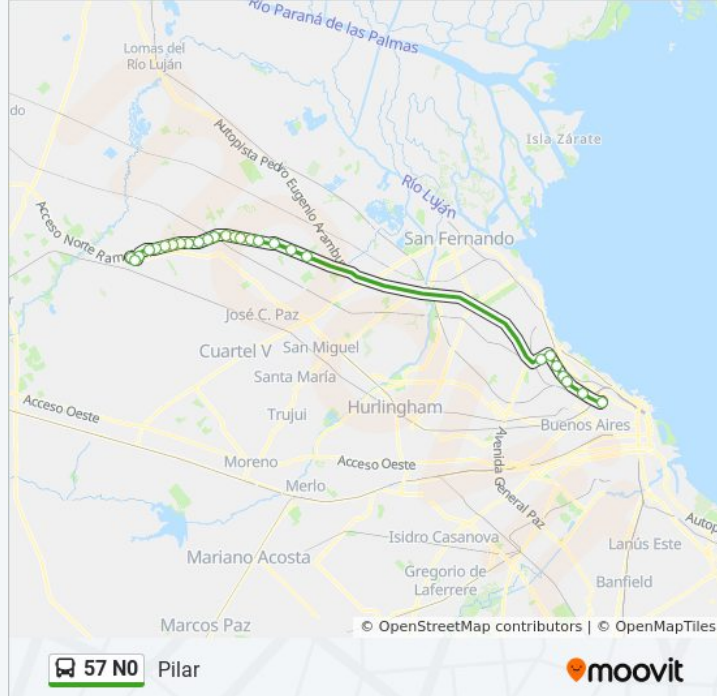 Río Paraná de las Palmas
Lomas del
Río Luján
Isla Zárate
Autopista Pedro Eugenio Arambur
Río Luján
Acceso Norte Ram
San Fernando
José C. Paz
Cuartel V
San Miguel
Santa María
Hurlingham
Trujui
Acceso Oeste
Buenos Aires
Avenida General Paz
Moreno
Acceso Oeste
Merlo
Autop
Isidro Casanova
Lanús Este
Mariano Acosta
Gregorio de
Laferrere
Banfield
Marcos Paz
© OpenStreetMap contributors | © OpenMapTiles
57 N0 Pilar
moovit